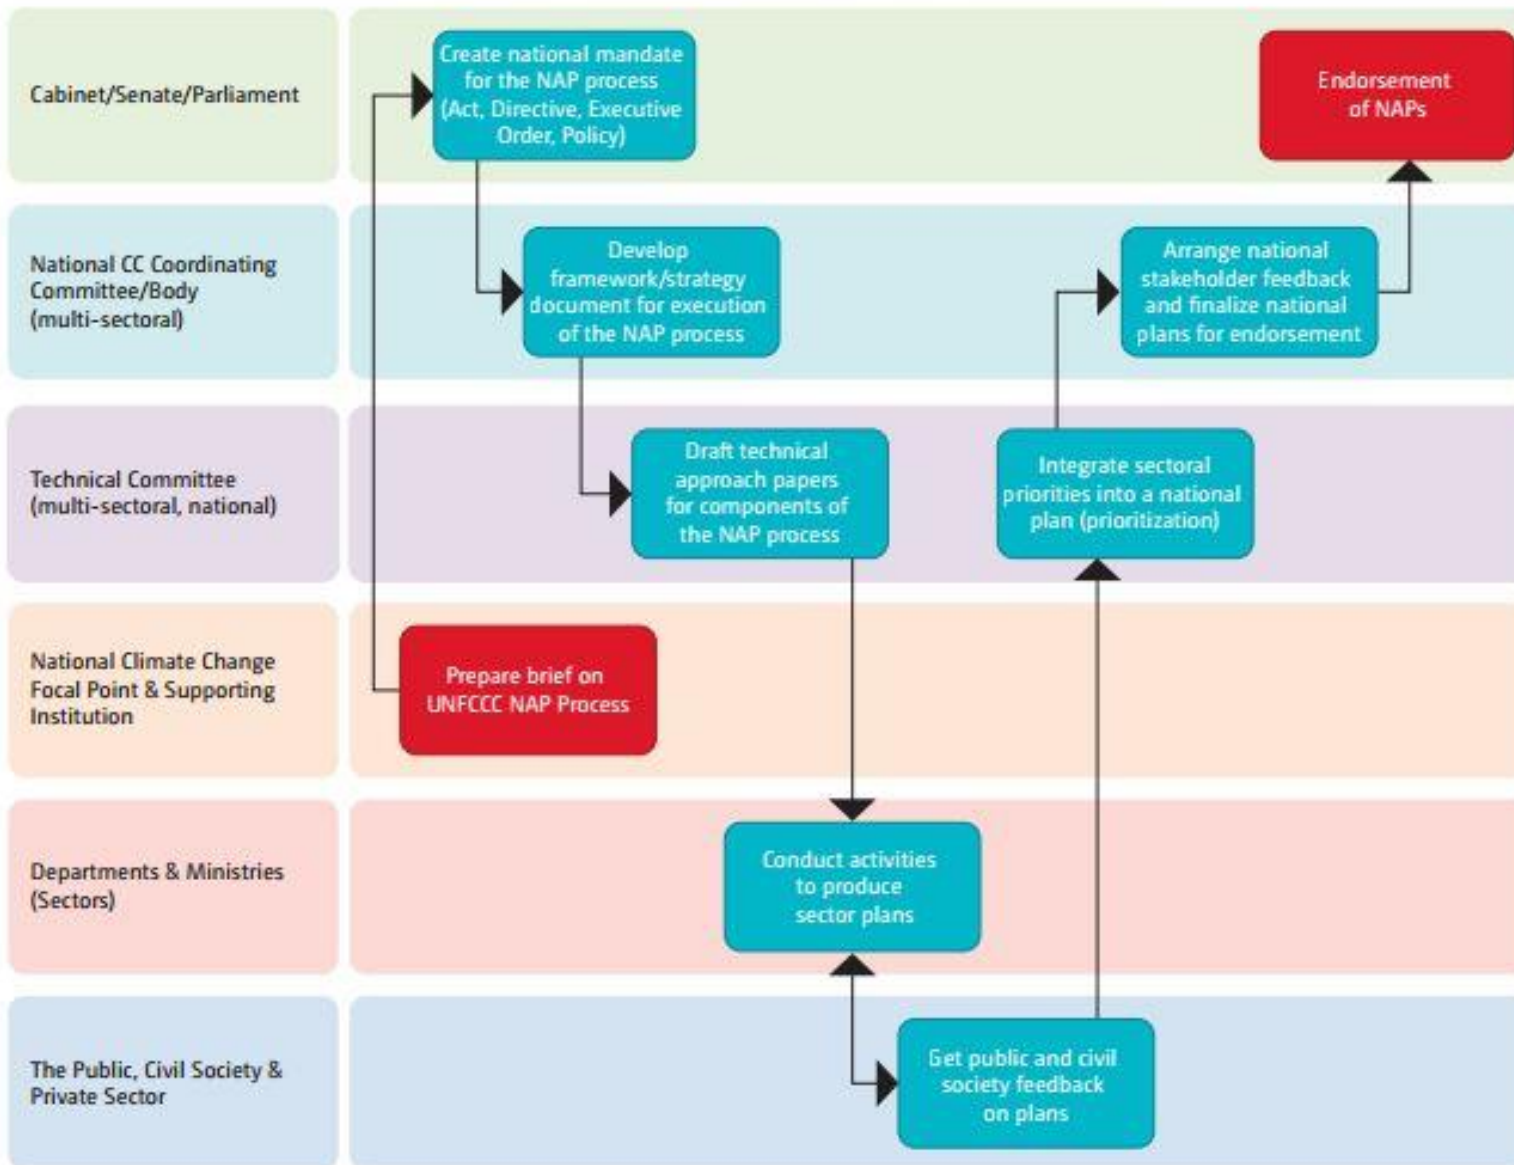 Cabinet/Senate/Parliament
Create national mandate
for the NAP process
(Act, Directive, Executive
Order, Policy)
Endorsement
of NAPs
National CC Coordinating
Committee/Body
(multi-sectoral)
Develop
framework/strategy
document for execution
of the NAP process
Arrange national
stakeholder feedback
and finalize national
plans for endorsement
Technical Committee
(multi-sectoral, national)
Draft technical
approach papers
for components of
the NAP process
Integrate sectoral
priorities into a national
plan (prioritization)
National Climate Change
Focal Point & Supporting
Institution
Prepare brief on
UNFCCC NAP Process
Departments & Ministries
(Sectors)
Conduct activities
to produce
sector plans
The Public, Civil Society &
Private Sector
Get public and civil
society feedback
on plans